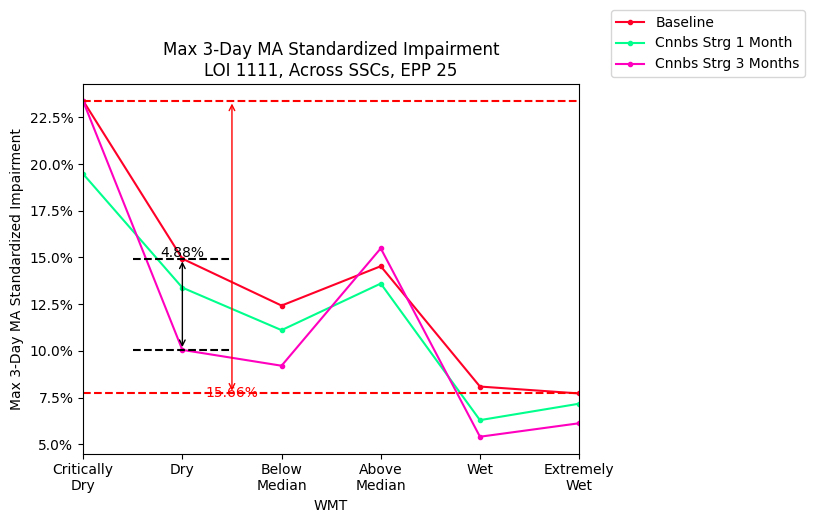 Baseline
Cnnbs Strg 1 Month
Cnnbs Strg 3 Months
Max 3-Day MA Standardized Impairment
LOI 1111, Across SSCs, EPP 25
Max 3-Day MA Standardized Impairment
22.5%
20.0%
17.5%
15.0%
12.5%
10.0%
7.5%
5.0%
4.88%
15.66%
Critically
Dry
Dry
Below
Median
Above
Median
Wet
Extremely
Wet
WMT